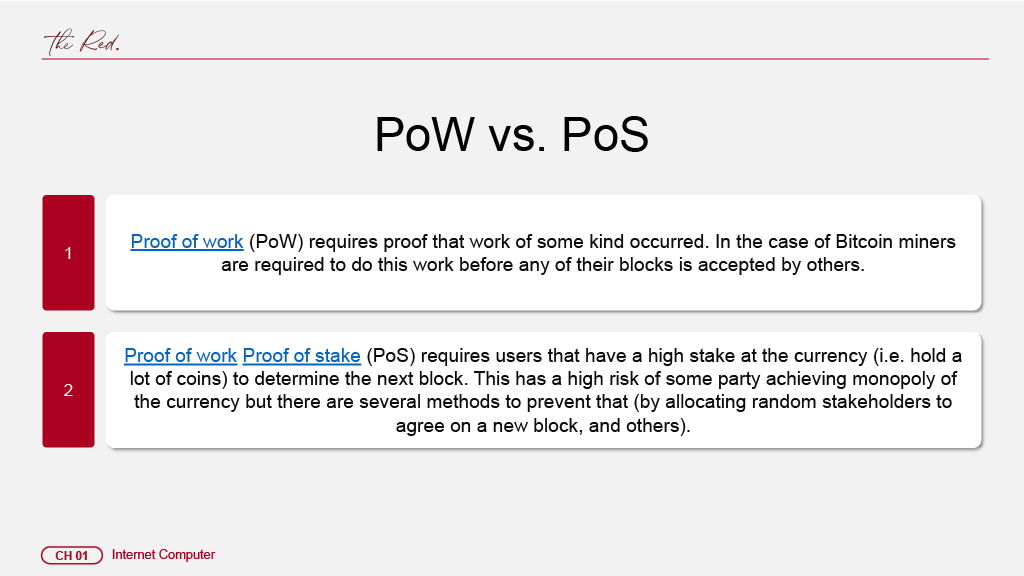 The Red.
PoW vs. PoS
1
Proof of work (PoW) requires proof that work of some kind occurred. In the case of Bitcoin miners
are required to do this work before any of their blocks is accepted by others.
2
Proof of work Proof of stake (PoS) requires users that have a high stake at the currency (i.e. hold a
lot of coins) to determine the next block. This has a high risk of some party achieving monopoly of
the currency but there are several methods to prevent that (by allocating random stakeholders to
agree on a new block, and others).
CH 01 Internet Computer